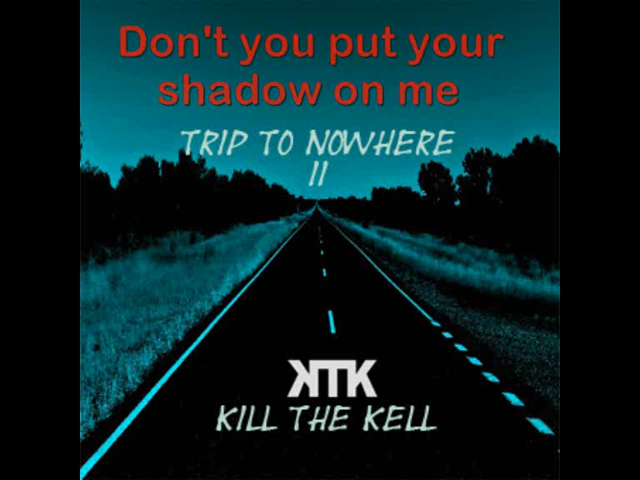 Don't you put your
shadow on me
TRIP TO NOWHERE
II
KTK
KILL THE KELL